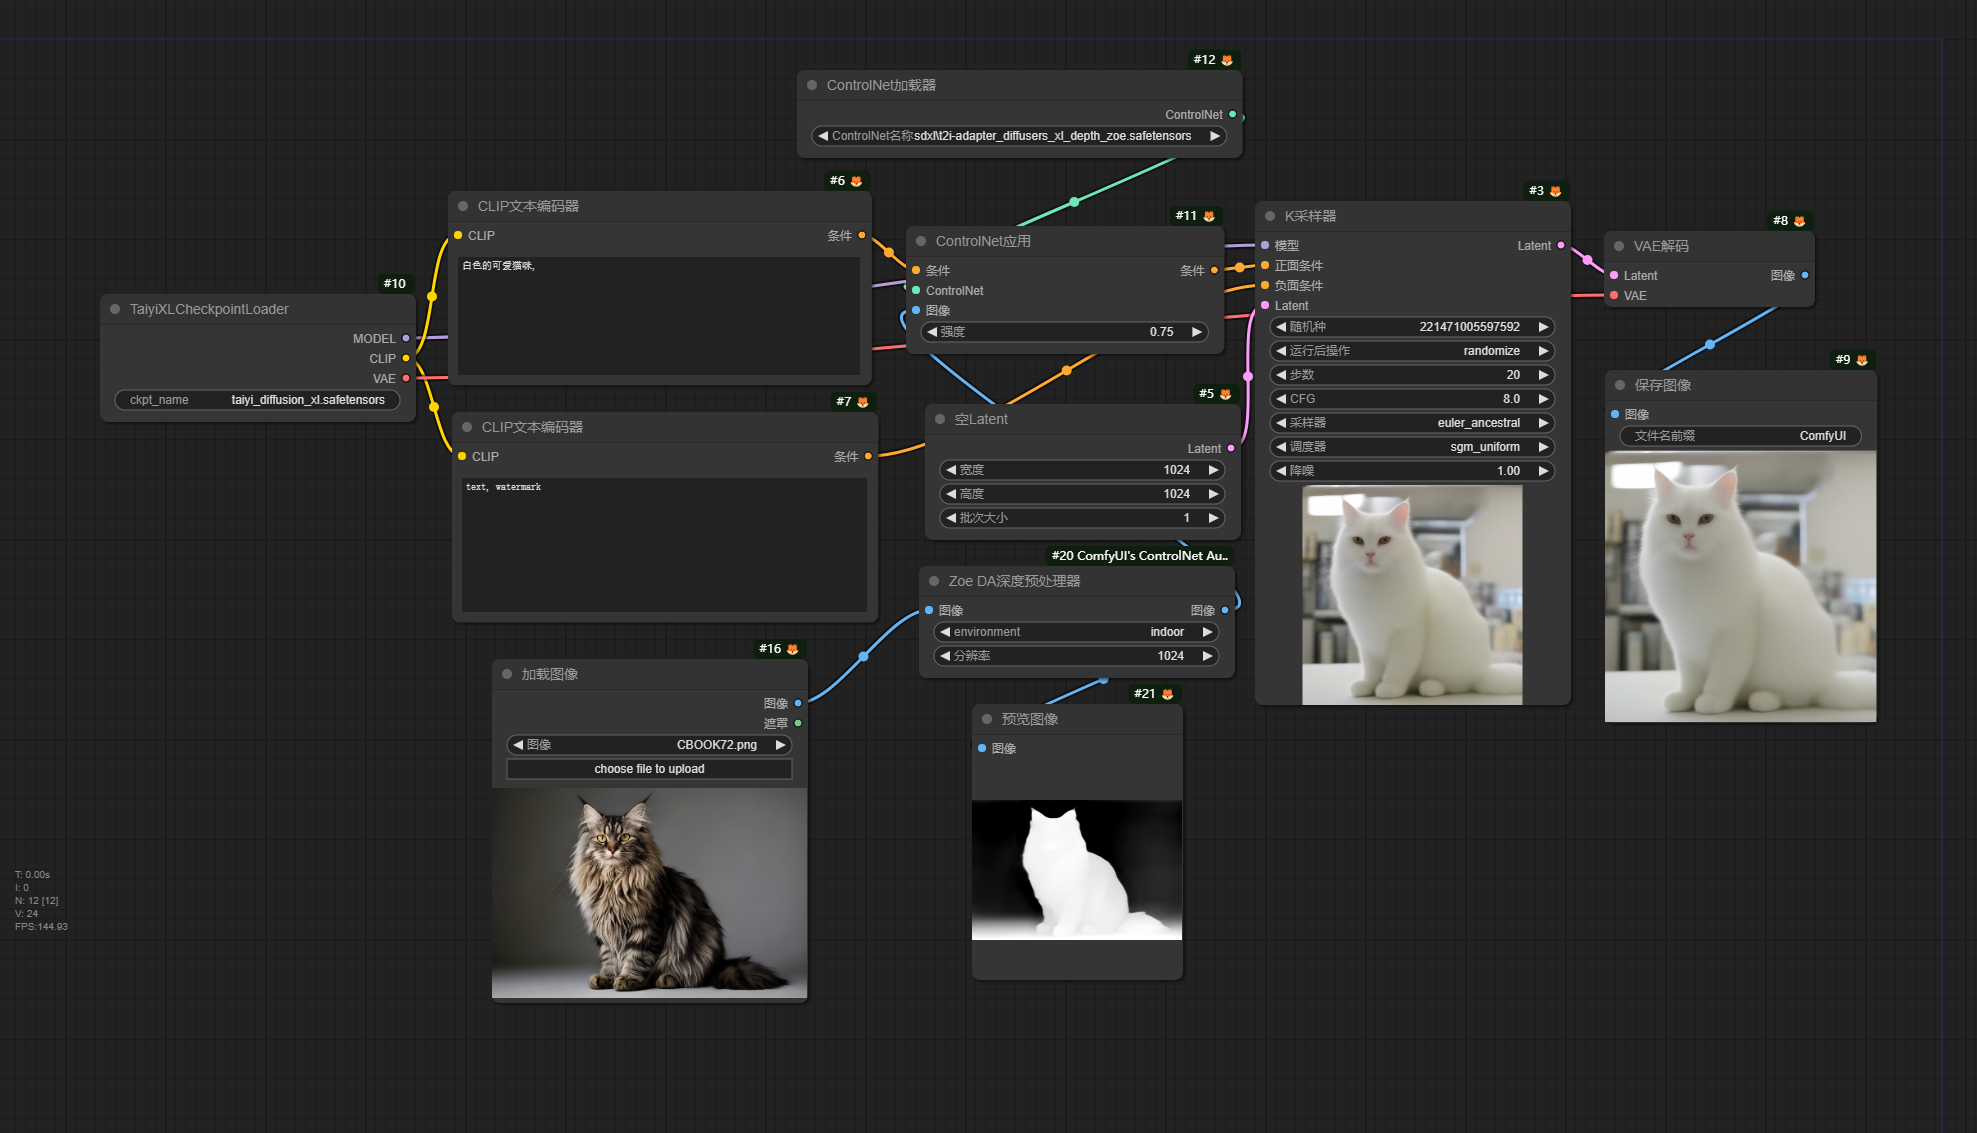 #12
ControlNet加载器
ControlNet
ControlNet名称 sdxl\t2i-adapter_diffusers_xl_depth_zoe.safetensors
#6
CLIP文本编码器
CLIP 条件
白色的可爱猫咪,
#11
ControlNet应用
条件 条件
ControlNet
图像
强度 0.75
#3
K采样器
模型 Latent
正面条件
负面条件
Latent
随机种 221471005597592
运行后操作 randomize
步数 20
CFG 8.0
采样器 euler_ancestral
调度器 sgm_uniform
降噪 1.00
#8
VAE解码
Latent 图像
VAE
#10
TaiyiXLCheckpointLoader
MODEL
CLIP
VAE
ckpt_name taiyi_diffusion_xl.safetensors
#9
保存图像
图像
文件名前缀 ComfyUI
#7
CLIP文本编码器
CLIP 条件
text, watermark
#5
空Latent
Latent
宽度 1024
高度 1024
批次大小 1
#20 ComfyUI's ControlNet Au..
Zoe DA深度预处理器
图像 图像
environment indoor
分辨率 1024
#16
加载图像
图像
遮罩
图像 CBOOK72.png
choose file to upload
#21
预览图像
图像
T: 0.00s
I: 0
N: 12 [12]
V: 24
FPS:144.93